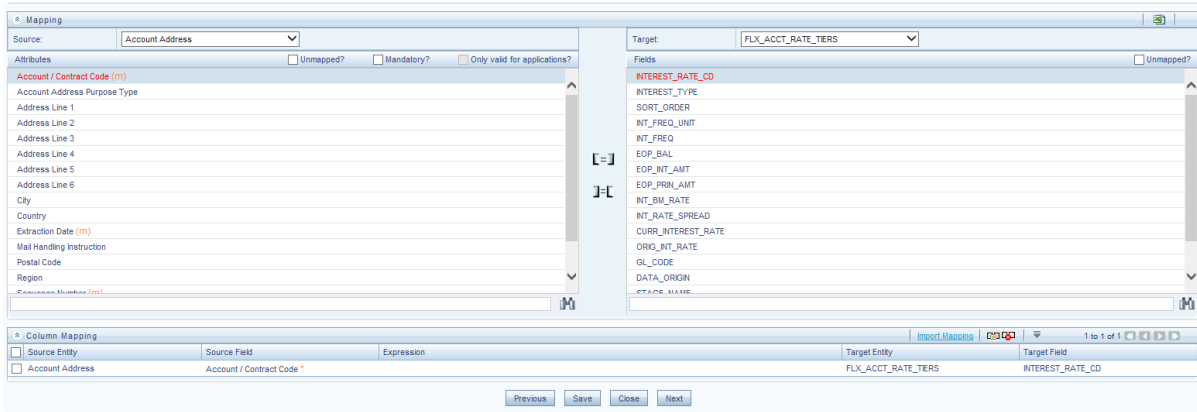 Mapping
Source: Account Address Target: FLX_ACCT_RATE_TIERS
Attributes Unmapped? Mandatory? Only valid for applications? Fields Unmapped?
Account / Contract Code (m) INTEREST_RATE_CD
Account Address Purpose Type INTEREST_TYPE
Address Line 1 SORT_ORDER
Address Line 2 INT_FREQ_UNIT
Address Line 3 INT_FREQ
Address Line 4 EOP_BAL
Address Line 5 EOP_INT_AMT
Address Line 6 EOP_PRIN_AMT
City INT_BM_RATE
Country INT_RATE_SPREAD
Extraction Date (m) CURR_INTEREST_RATE
Mail Handling Instruction ORIG_INT_RATE
Postal Code GL_CODE
Region DATA_ORIGIN
Sequence Number (m) STAGE_NAME
Column Mapping Import Mapping 1 to 1 of 1
Source Entity Source Field Expression Target Entity Target Field
Account Address Account / Contract Code * FLX_ACCT_RATE_TIERS INTEREST_RATE_CD
Previous Save Close Next